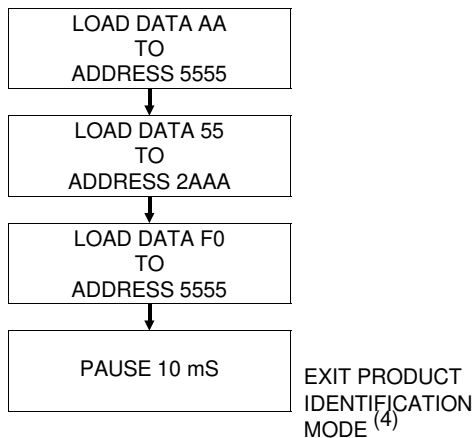 LOAD DATA AA
TO
ADDRESS 5555
LOAD DATA 55
TO
ADDRESS 2AAA
LOAD DATA F0
TO
ADDRESS 5555
PAUSE 10 mS
EXIT PRODUCT
IDENTIFICATION
MODE (4)